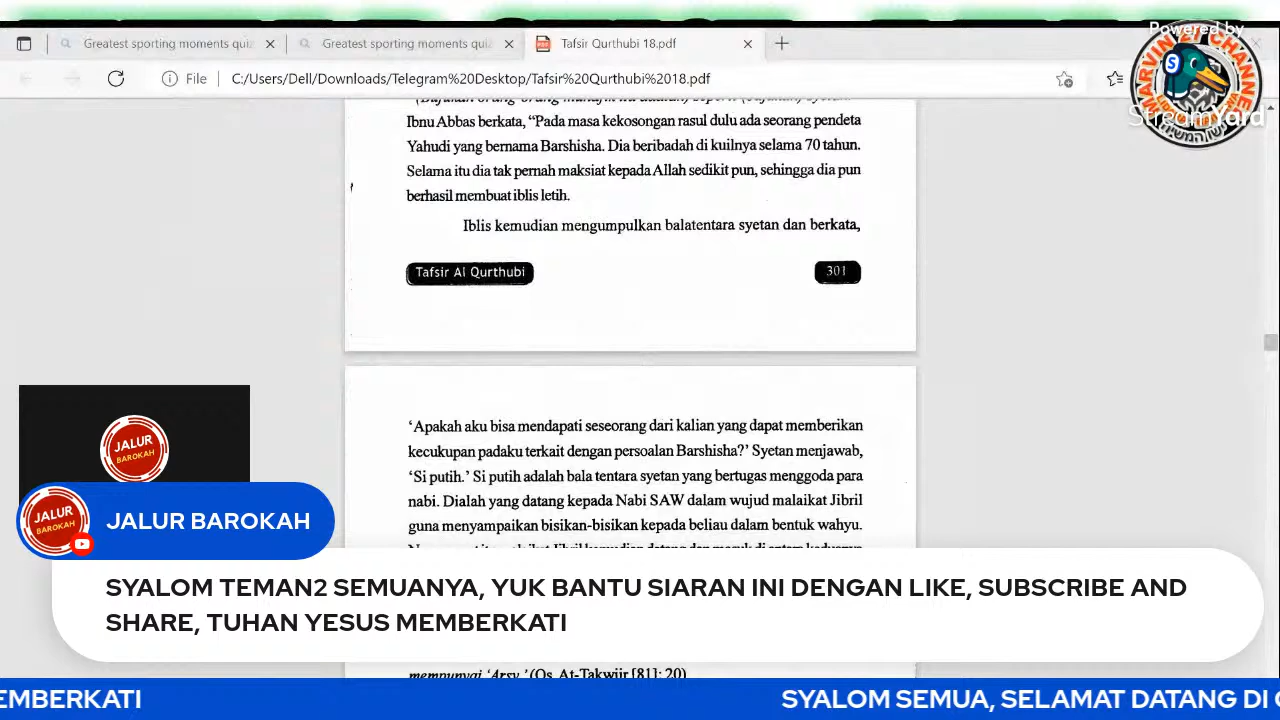 Greatest sporting moments qui
Greatest sporting moments qui
Tafsir Qurthubi 18.pdf
Powered by
StreamYard
File
C:/Users/Dell/Downloads/Telegram%20Desktop/Tafsir%20Qurthubi%2018.pdf
Ibnu Abbas berkata, “Pada masa kekosongan rasul dulu ada seorang pendeta
Yahudi yang bernama Barshisha. Dia beribadah di kuilnya selama 70 tahun.
Selama itu dia tak pernah maksiat kepada Allah sedikit pun, sehingga dia pun
berhasil membuat iblis letih.
Iblis kemudian mengumpulkan balatentara syetan dan berkata,
Tafsir Al Qurthubi
301
‘Apakah aku bisa mendapati seseorang dari kalian yang dapat memberikan
kecukupan padaku terkait dengan persoalan Barshisha?’ Syetan menjawab,
‘Si putih.’ Si putih adalah bala tentara syetan yang bertugas menggoda para
nabi. Dialah yang datang kepada Nabi SAW dalam wujud malaikat Jibril
guna menyampaikan bisikan-bisikan kepada beliau dalam bentuk wahyu.
mempunyai ‘Arsy.’ (Qs. At-Takwiir [81]: 20)
JALUR
BAROKAH
JALUR
BAROKAH
JALUR BAROKAH
SYALOM TEMAN2 SEMUANYA, YUK BANTU SIARAN INI DENGAN LIKE, SUBSCRIBE AND
SHARE, TUHAN YESUS MEMBERKATI
EMBERKATI
SYALOM SEMUA, SELAMAT DATANG DI